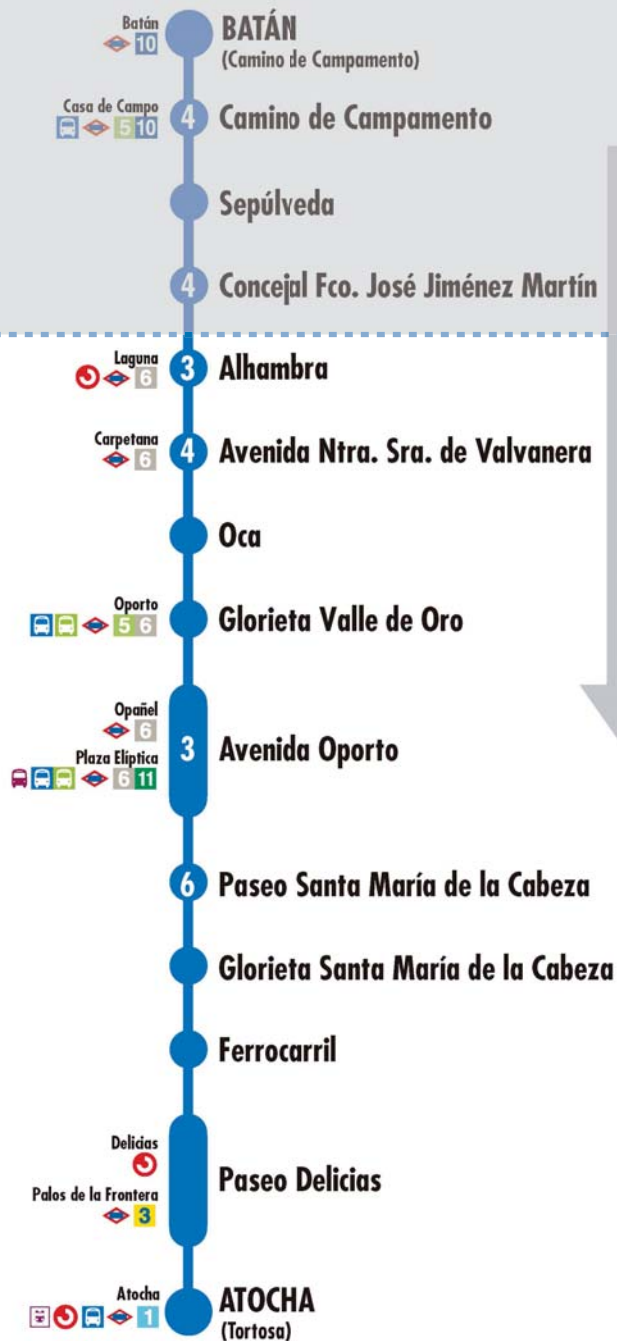 Batán
10
BATÁN
(Camino de Campamento)
Casa de Campo
5 10
4
Camino de Campamento
Sepúlveda
4
Concejal Fco. José Jiménez Martín
Laguna
6
3
Alhambra
Carpetana
6
4
Avenida Ntra. Sra. de Valvanera
Oca
Oporto
5 6
Glorieta Valle de Oro
Opañel
6
Plaza Elíptica
6 11
3
Avenida Oporto
6
Paseo Santa María de la Cabeza
Glorieta Santa María de la Cabeza
Ferrocarril
Delicias
Palos de la Frontera
3
Paseo Delicias
Atocha
1
ATOCHA
(Tortosa)